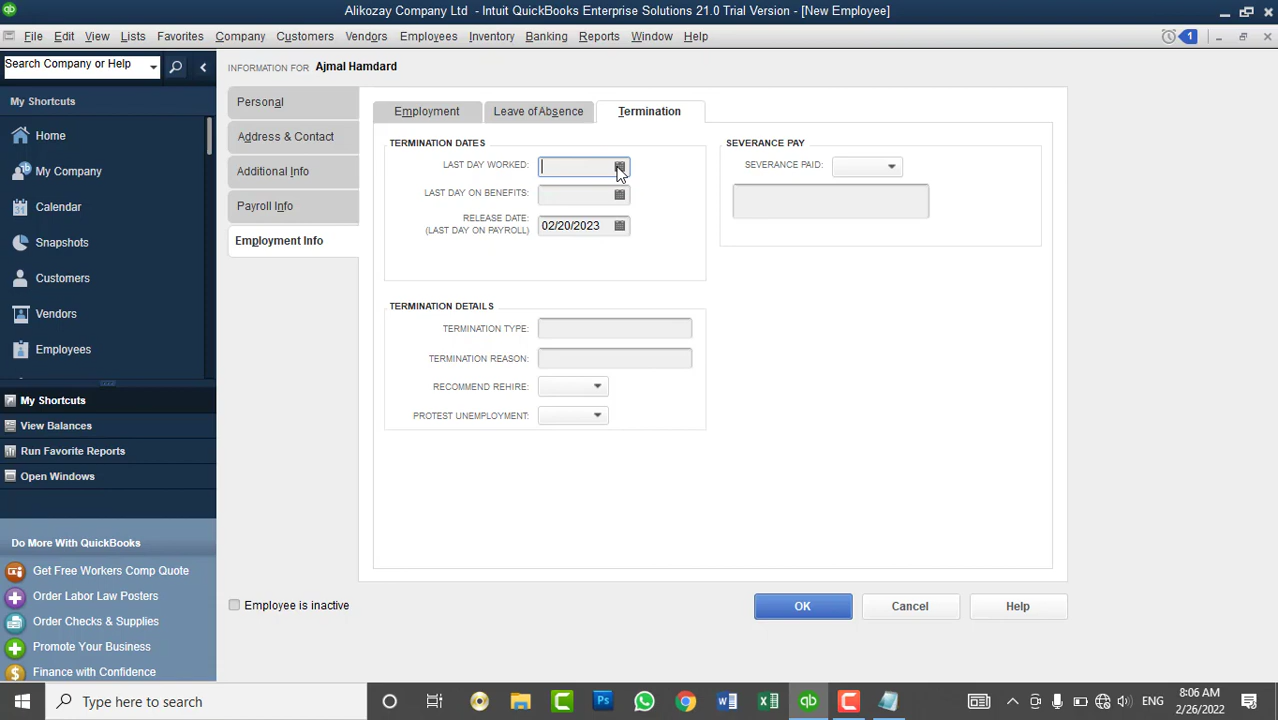 Alikozay Company Ltd - Intuit QuickBooks Enterprise Solutions 21.0 Trial Version - [New Employee]
File Edit View Lists Favorites Company Customers Vendors Employees Inventory Banking Reports Window Help 1
Search Company or Help
My Shortcuts
Home
My Company
Calendar
Snapshots
Customers
Vendors
Employees
My Shortcuts
View Balances
Run Favorite Reports
Open Windows
Do More With QuickBooks
Get Free Workers Comp Quote
Order Labor Law Posters
Order Checks & Supplies
Promote Your Business
Finance with Confidence
INFORMATION FOR Ajmal Hamdard
Personal
Address & Contact
Additional Info
Payroll Info
Employment Info
Employment Leave of Absence Termination
TERMINATION DATES
LAST DAY WORKED:
LAST DAY ON BENEFITS:
RELEASE DATE:
(LAST DAY ON PAYROLL) 02/20/2023
SEVERANCE PAY
SEVERANCE PAID:
TERMINATION DETAILS
TERMINATION TYPE:
TERMINATION REASON:
RECOMMEND REHIRE:
PROTEST UNEMPLOYMENT:
Employee is inactive
OK Cancel Help
Type here to search
ENG
8:06 AM
2/26/2022